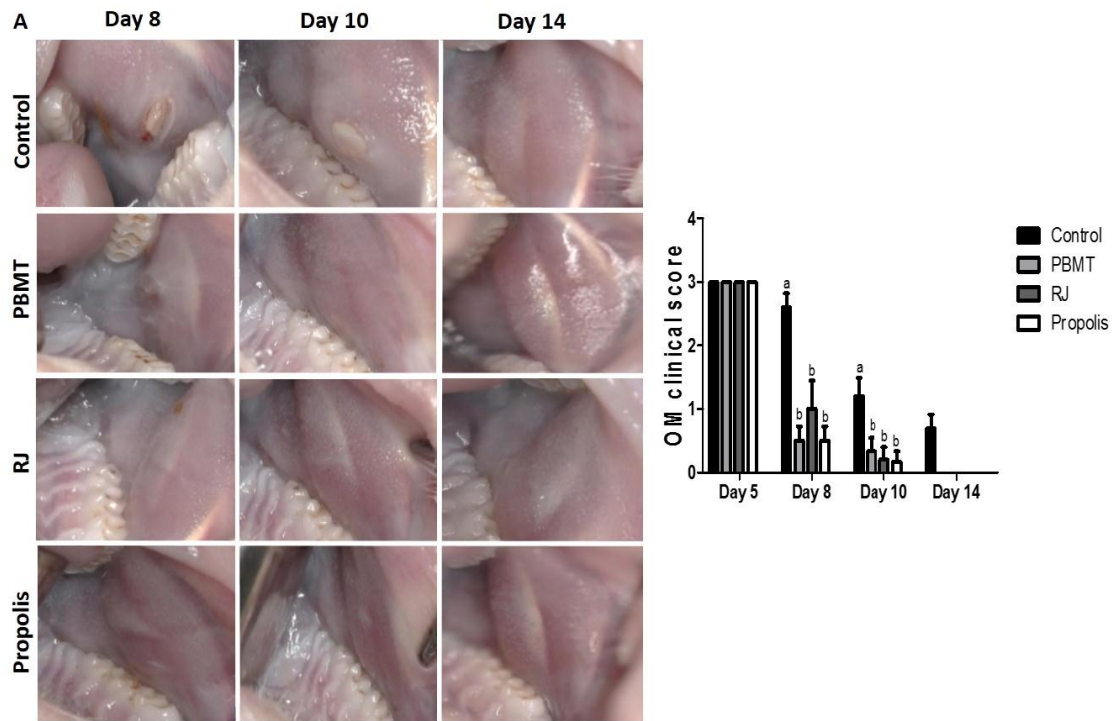 A
Day 8
Day 10
Day 14
Control
PBMT
RJ
Propolis
OM clinical score
4
3
2
1
0
a
b
b
b
a
b
b
b
Day 5
Day 8
Day 10
Day 14
Control
PBMT
RJ
Propolis